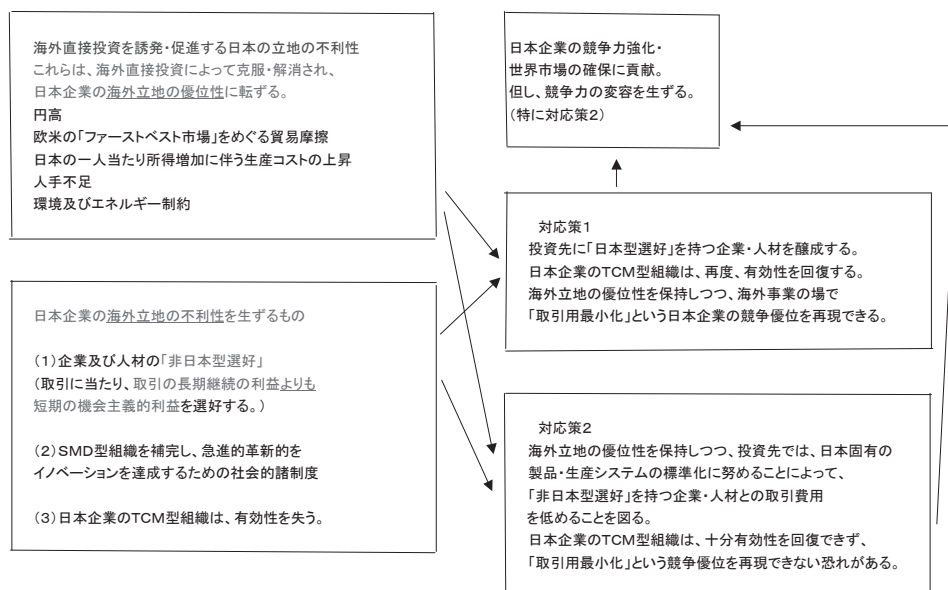 海外直接投資を誘発・促進する日本の立地の不利性
これらは、海外直接投資によって克服・解消され、
日本企業の海外立地の優位性に転ずる。
円高
欧米の「ファーストベスト市場」をめぐる貿易摩擦
日本の一人当たり所得増加に伴う生産コストの上昇
人手不足
環境及びエネルギー制約
日本企業の競争力強化・
世界市場の確保に貢献。
但し、競争力の変容を生ずる。
(特に対応策2)
対応策1
投資先に「日本型選好」を持つ企業・人材を醸成する。
日本企業のTCM型組織は、再度、有効性を回復する。
海外立地の優位性を保持しつつ、海外事業の場で
「取引用最小化」という日本企業の競争優位を再現できる。
日本企業の海外立地の不利性を生ずるもの
(1)企業及び人材の「非日本型選好」
(取引に当たり、取引の長期継続の利益よりも
短期の機会主義的利益を選好する。)
(2)SMD型組織を補完し、急進的革新的を
イノベーションを達成するための社会的諸制度
(3)日本企業のTCM型組織は、有効性を失う。
対応策2
海外立地の優位性を保持しつつ、投資先では、日本固有の
製品・生産システムの標準化に努めることによって、
「非日本型選好」を持つ企業・人材との取引費用
を低めることを図る。
日本企業のTCM型組織は、十分有効性を回復できず、
「取引用最小化」という競争優位を再現できない恐れがある。